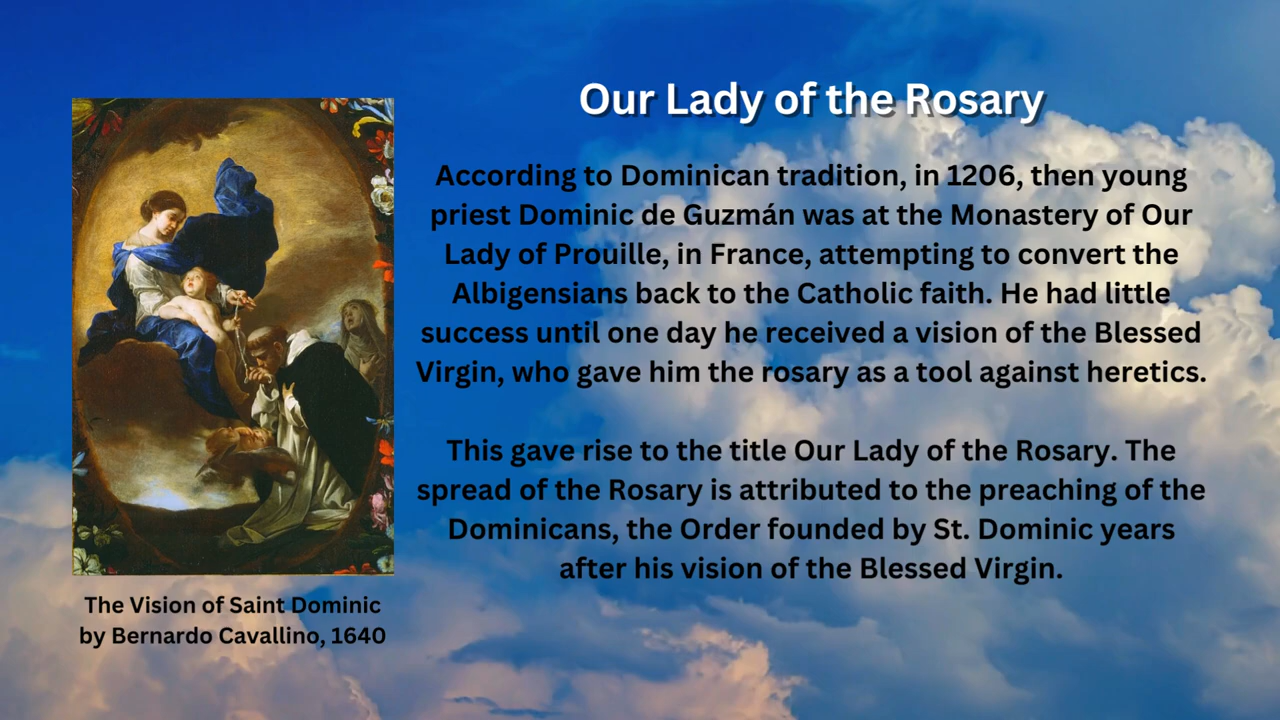 Our Lady of the Rosary
According to Dominican tradition, in 1206, then young
priest Dominic de Guzmán was at the Monastery of Our
Lady of Prouille, in France, attempting to convert the
Albigensians back to the Catholic faith. He had little
success until one day he received a vision of the Blessed
Virgin, who gave him the rosary as a tool against heretics.
This gave rise to the title Our Lady of the Rosary. The
spread of the Rosary is attributed to the preaching of the
Dominicans, the Order founded by St. Dominic years
after his vision of the Blessed Virgin.
The Vision of Saint Dominic
by Bernardo Cavallino, 1640